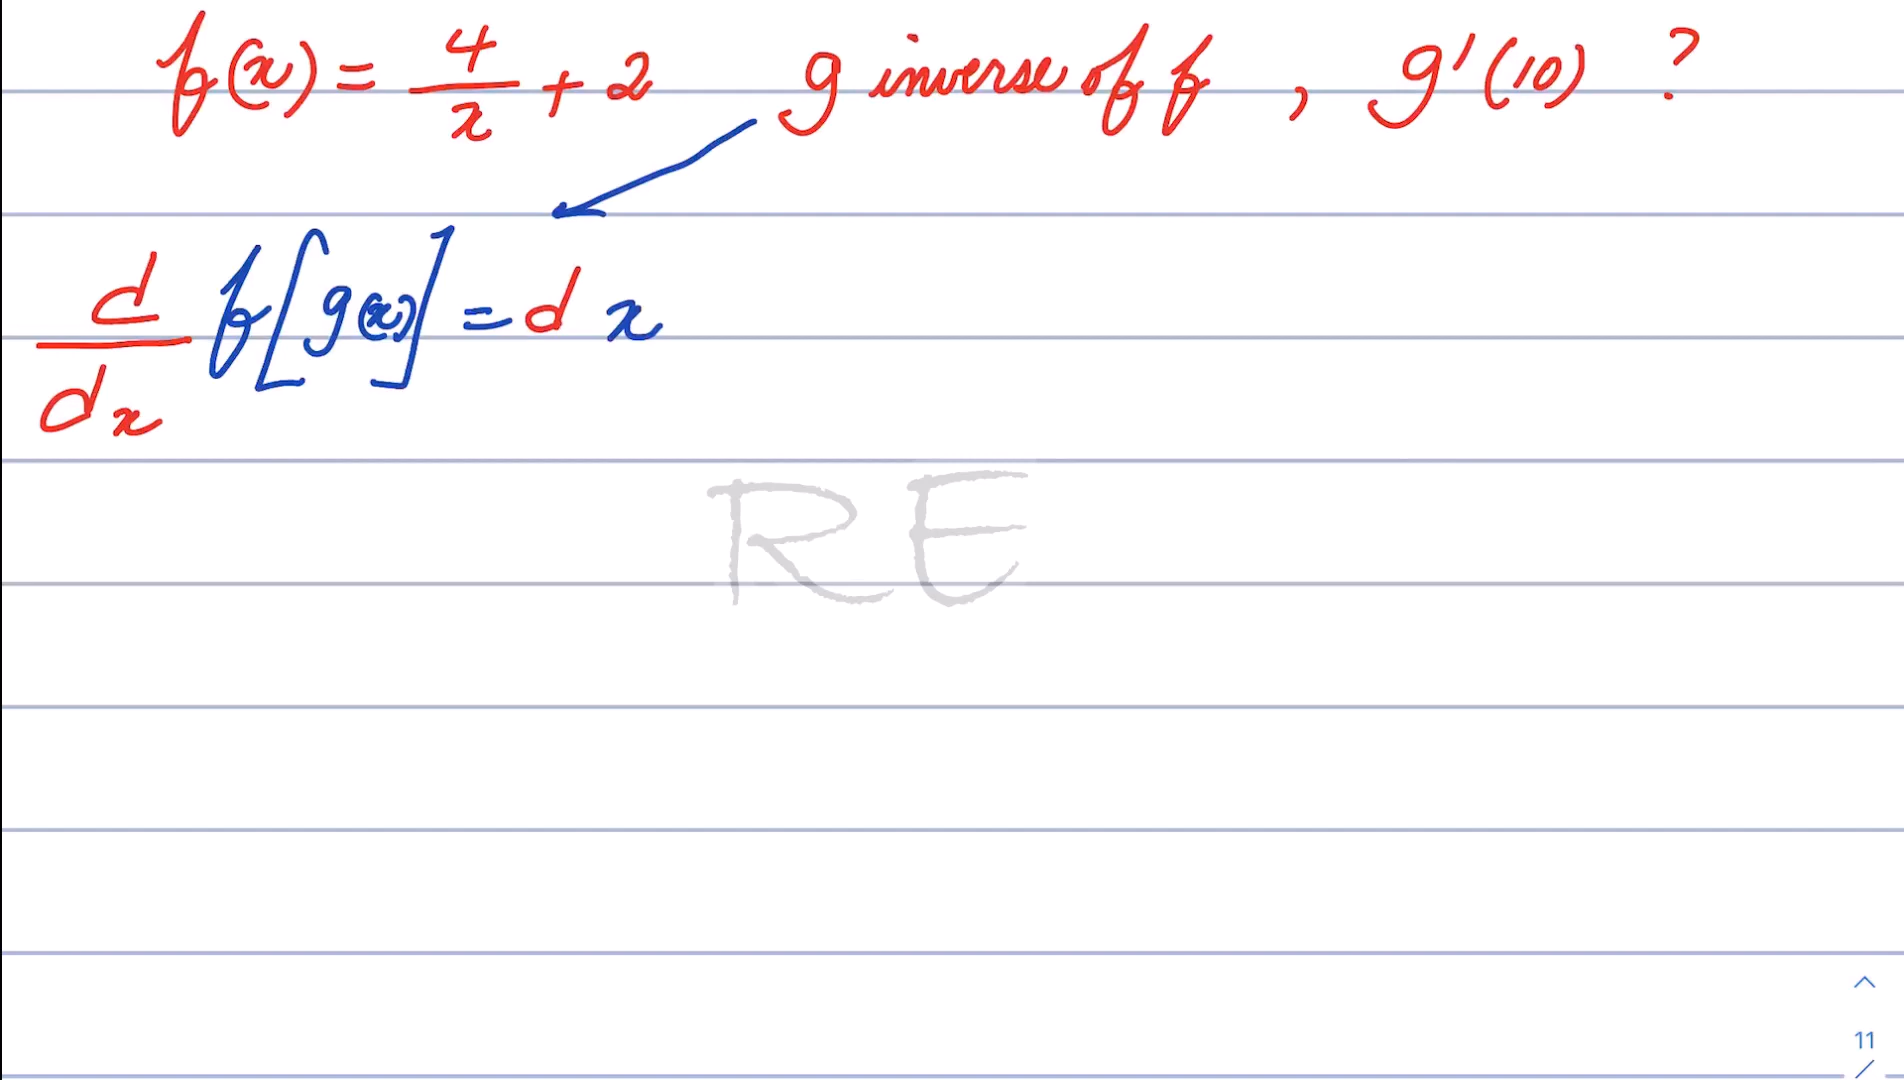 f(x) = 4/x + 2 g inverse of f , g'(10) ?
d/dx f[g(x)] = d x
RE
11